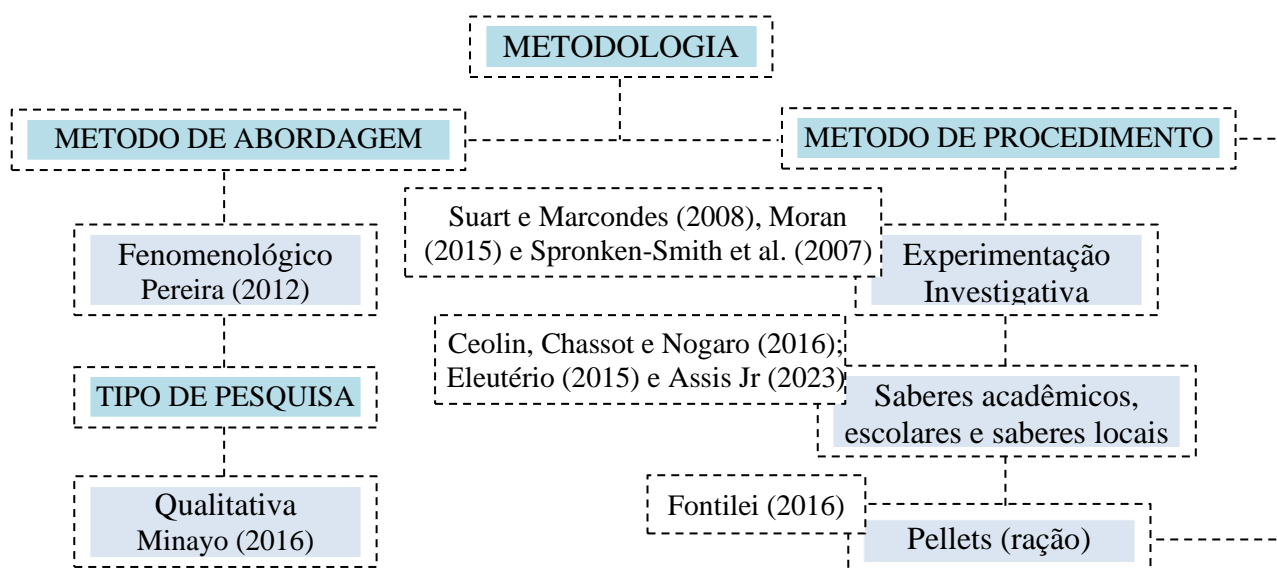 METODOLOGIA
METODO DE ABORDAGEM
METODO DE PROCEDIMENTO
Suart e Marcondes (2008), Moran
(2015) e Spronken-Smith et al. (2007)
Fenomenológico
Pereira (2012)
Experimentação
Investigativa
Ceolin, Chassot e Nogaro (2016);
Eleutério (2015) e Assis Jr (2023)
TIPO DE PESQUISA
Saberes acadêmicos,
escolares e saberes locais
Qualitativa
Minayo (2016)
Fontilei (2016)
Pellets (ração)